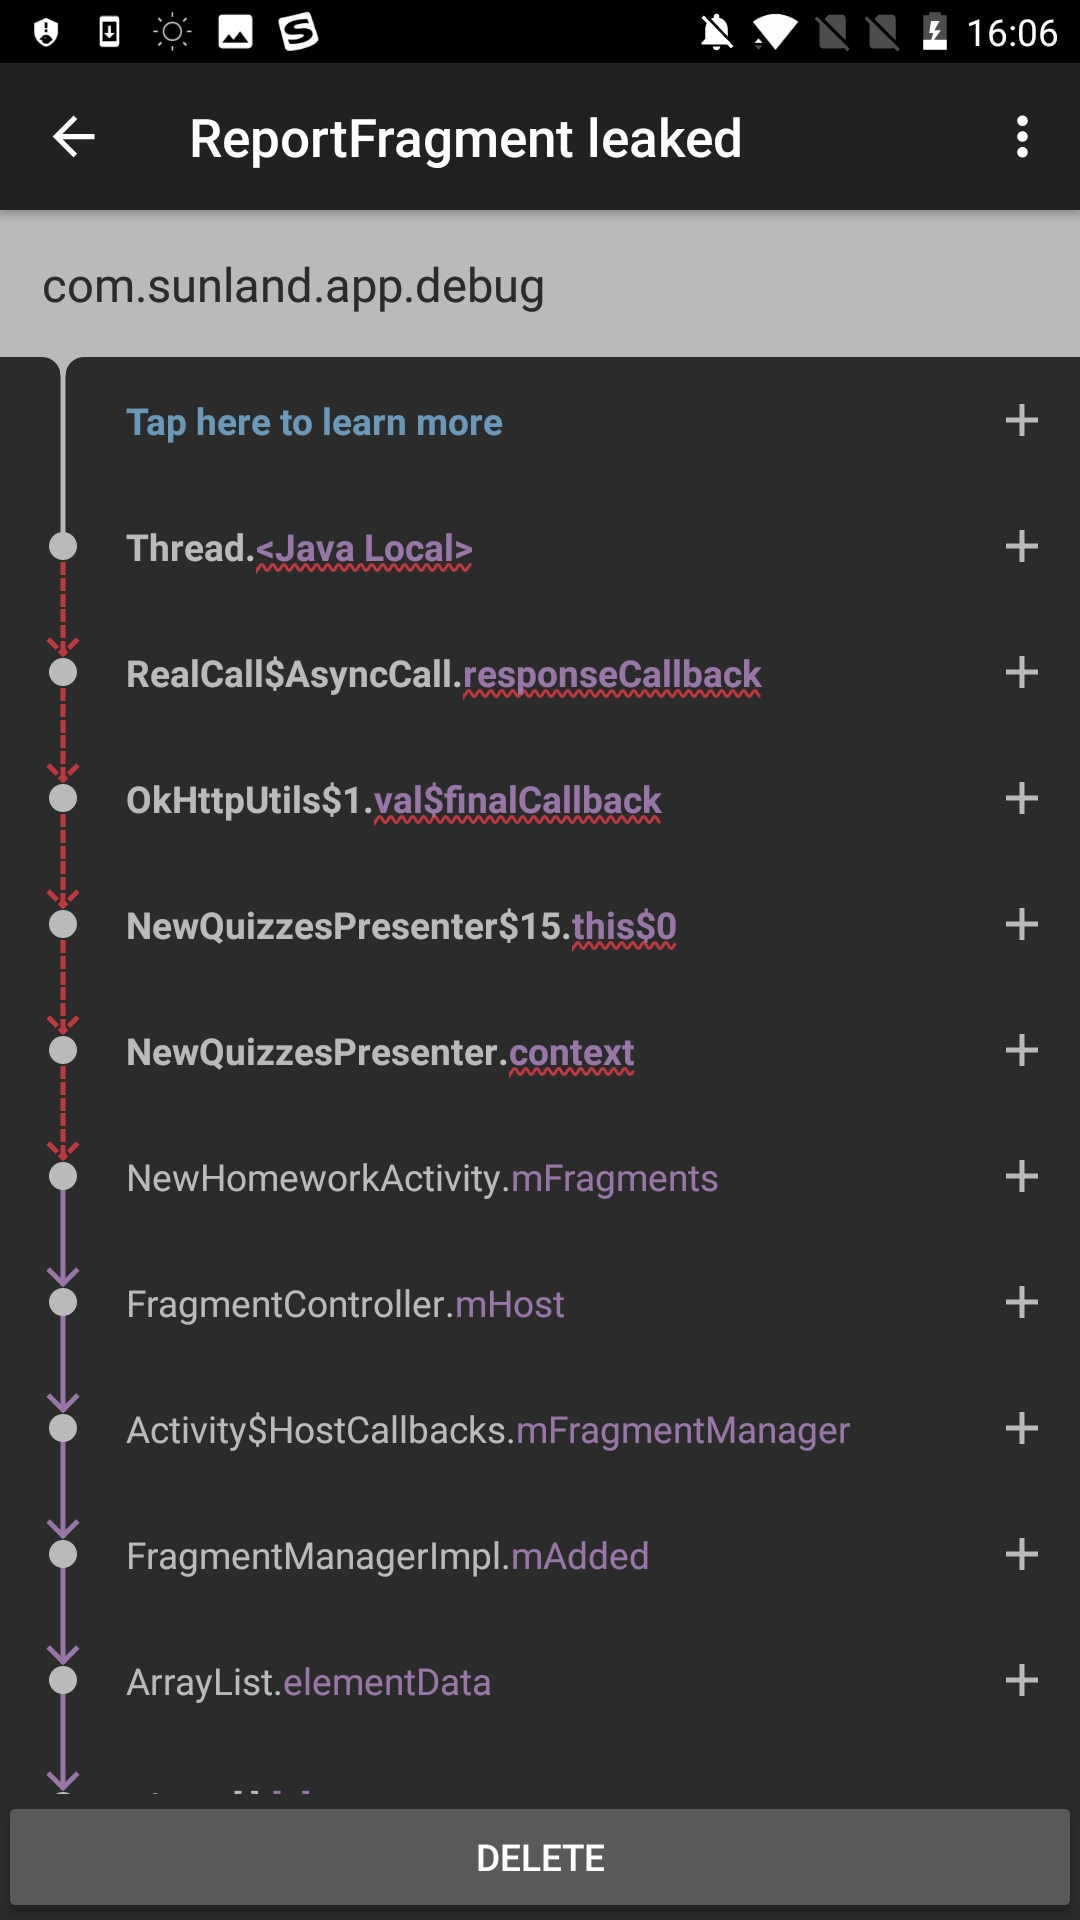 16:06
ReportFragment leaked
com.sunland.app.debug
Tap here to learn more
Thread.<Java Local>
RealCall$AsyncCall.responseCallback
OkHttpUtils$1.val$finalCallback
NewQuizzesPresenter$15.this$0
NewQuizzesPresenter.context
NewHomeworkActivity.mFragments
FragmentController.mHost
Activity$HostCallbacks.mFragmentManager
FragmentManagerImpl.mAdded
ArrayList.elementData
DELETE